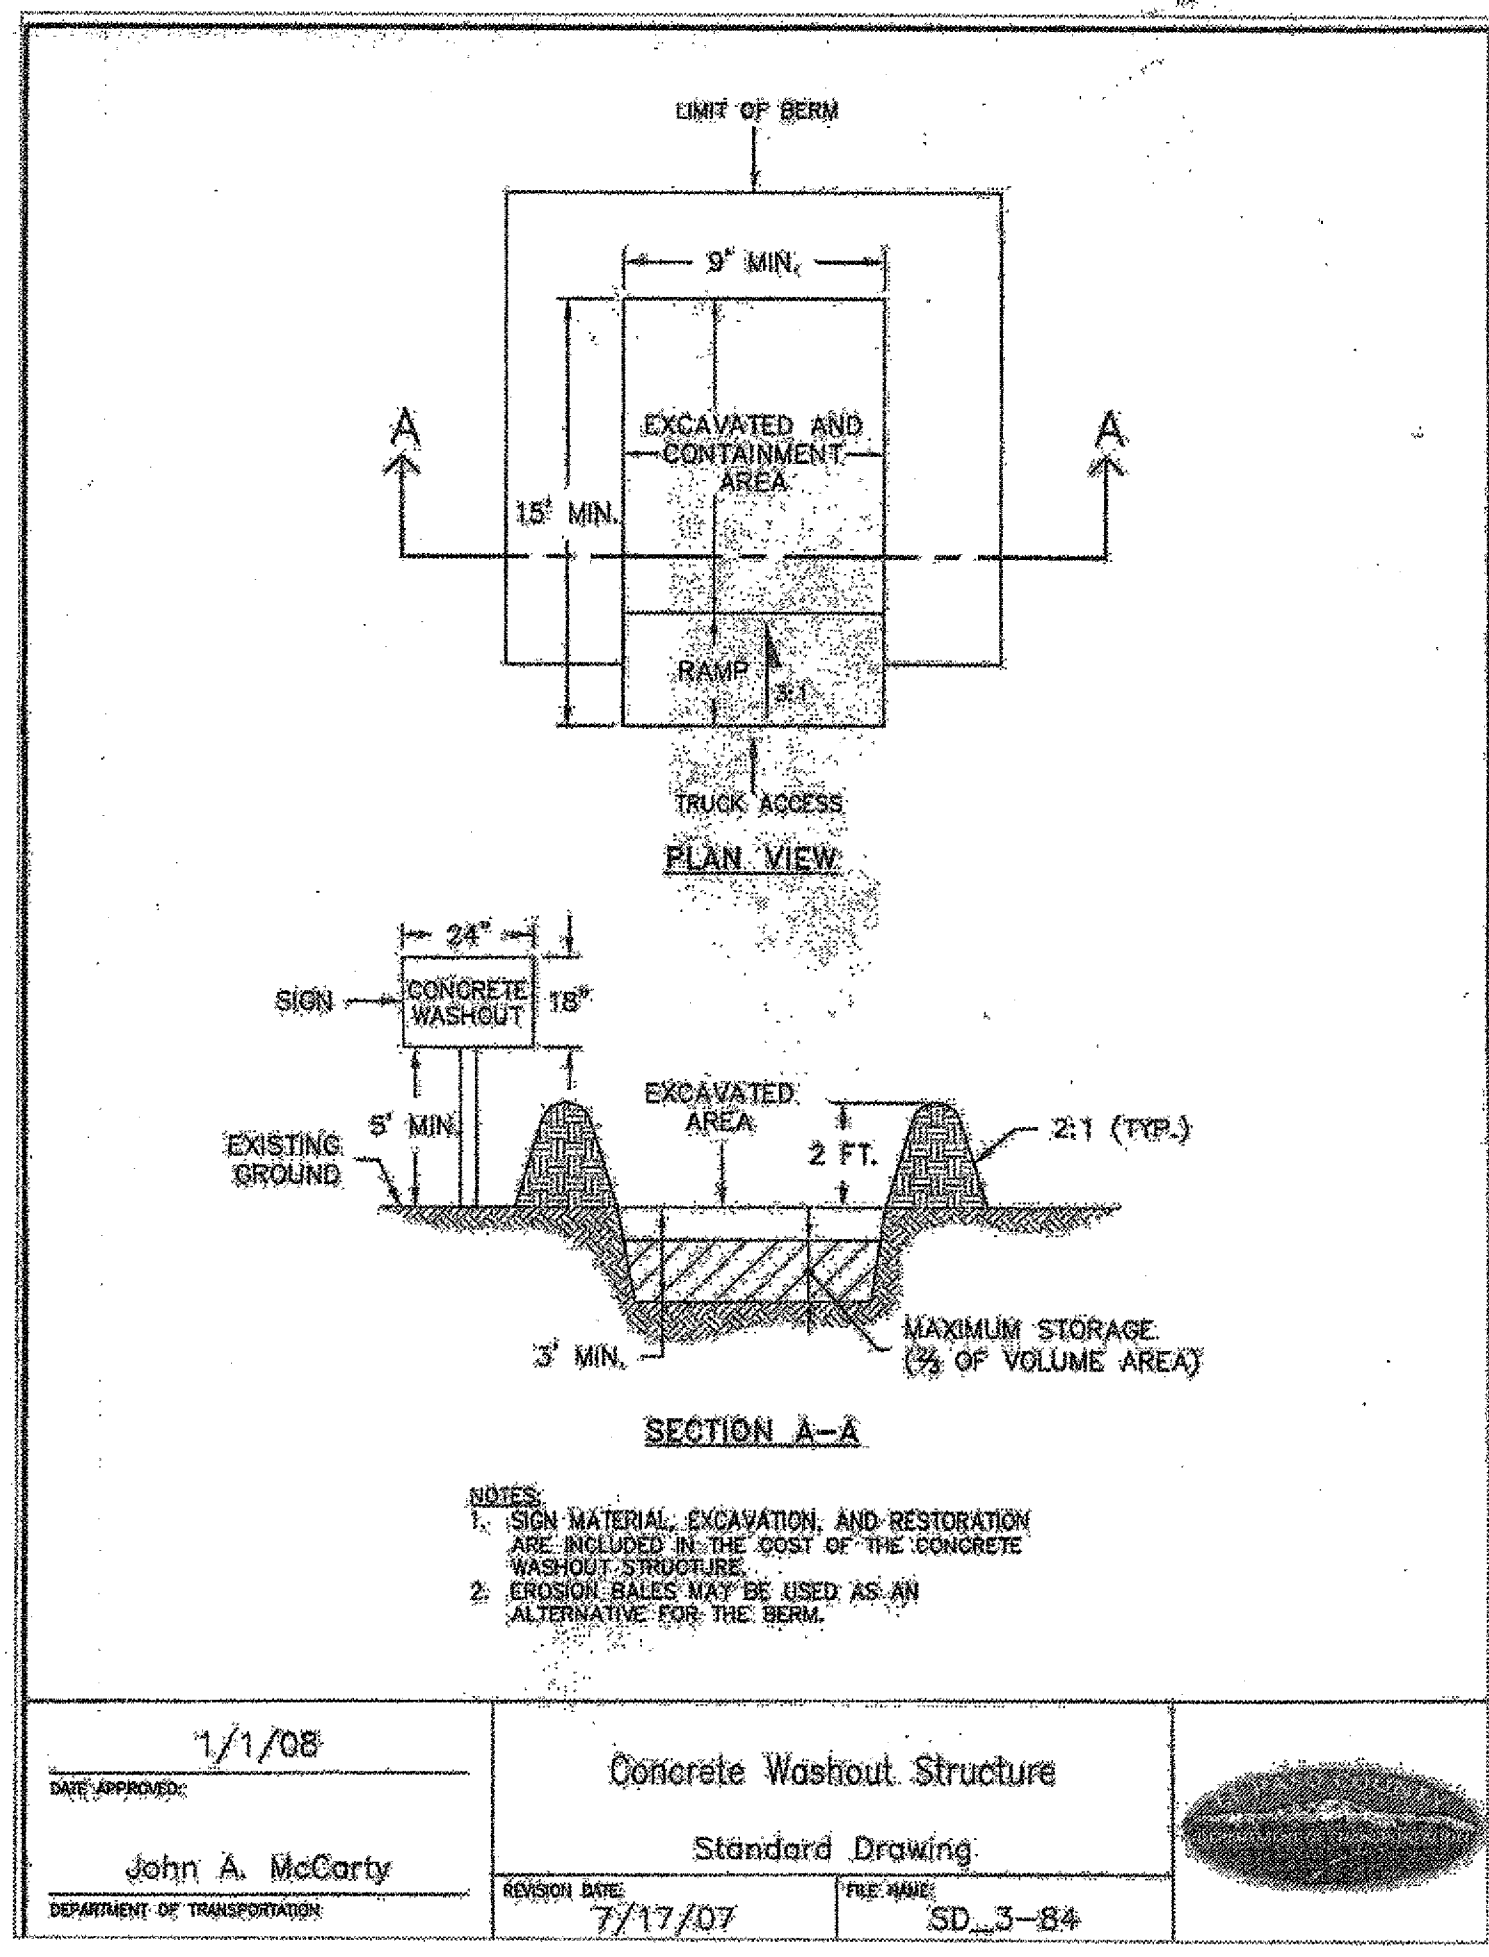 LIMIT OF BERM
9' MIN.
A
A
EXCAVATED AND
CONTAINMENT
AREA
15' MIN.
RAMP
3:1
TRUCK ACCESS
PLAN VIEW
24"
SIGN
CONCRETE
WASHOUT
18"
5' MIN.
EXCAVATED
AREA
2 FT.
2:1 (TYP.)
EXISTING
GROUND
3' MIN.
MAXIMUM STORAGE
(⅔ OF VOLUME AREA)
SECTION A-A
NOTES:
1. SIGN MATERIAL, EXCAVATION, AND RESTORATION
ARE INCLUDED IN THE COST OF THE CONCRETE
WASHOUT STRUCTURE.
2. EROSION BALES MAY BE USED AS AN
ALTERNATIVE FOR THE BERM.
1/1/08
DATE APPROVED:
John A. McCarty
DEPARTMENT OF TRANSPORTATION
Concrete Washout Structure
Standard Drawing
REVISION DATE:
7/17/07
FILE NAME:
SD_3-84